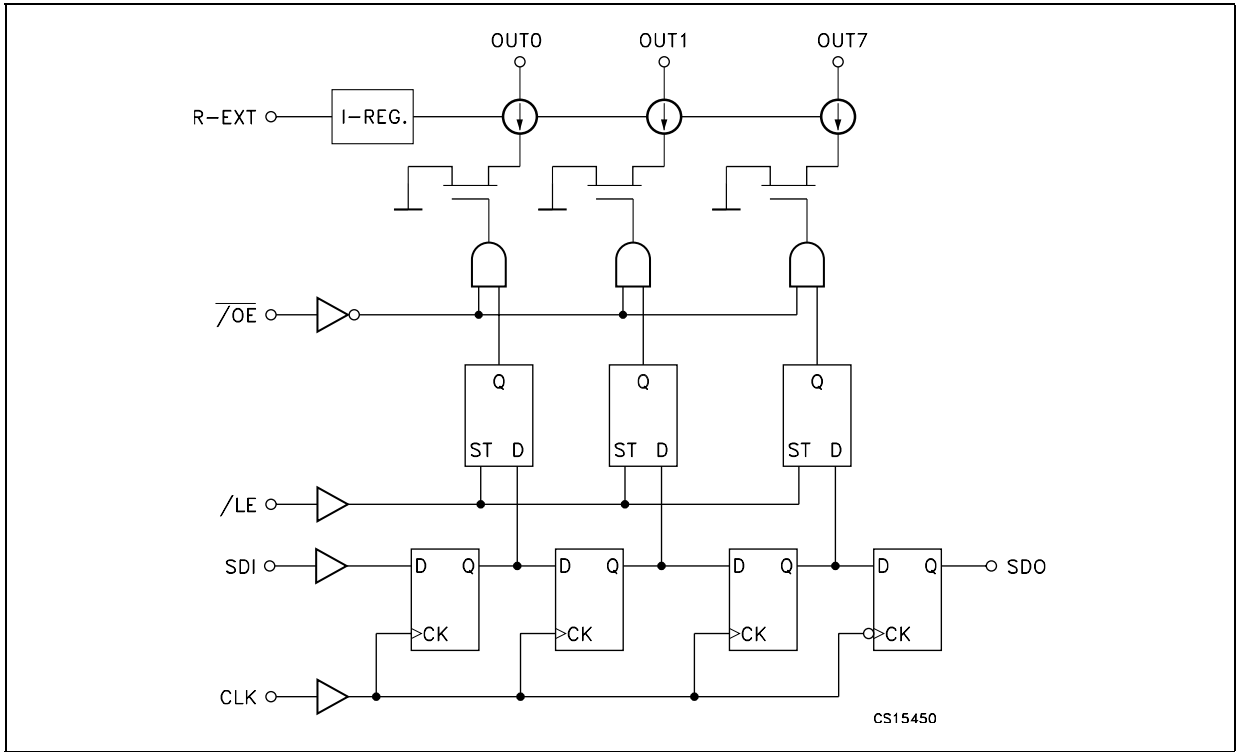 OUT0 OUT1 OUT7
R-EXT I-REG.
/OE
Q Q Q
ST D ST D ST D
/LE
SDI D Q D Q D Q D Q SDO
CK CK CK CK
CLK
CS15450